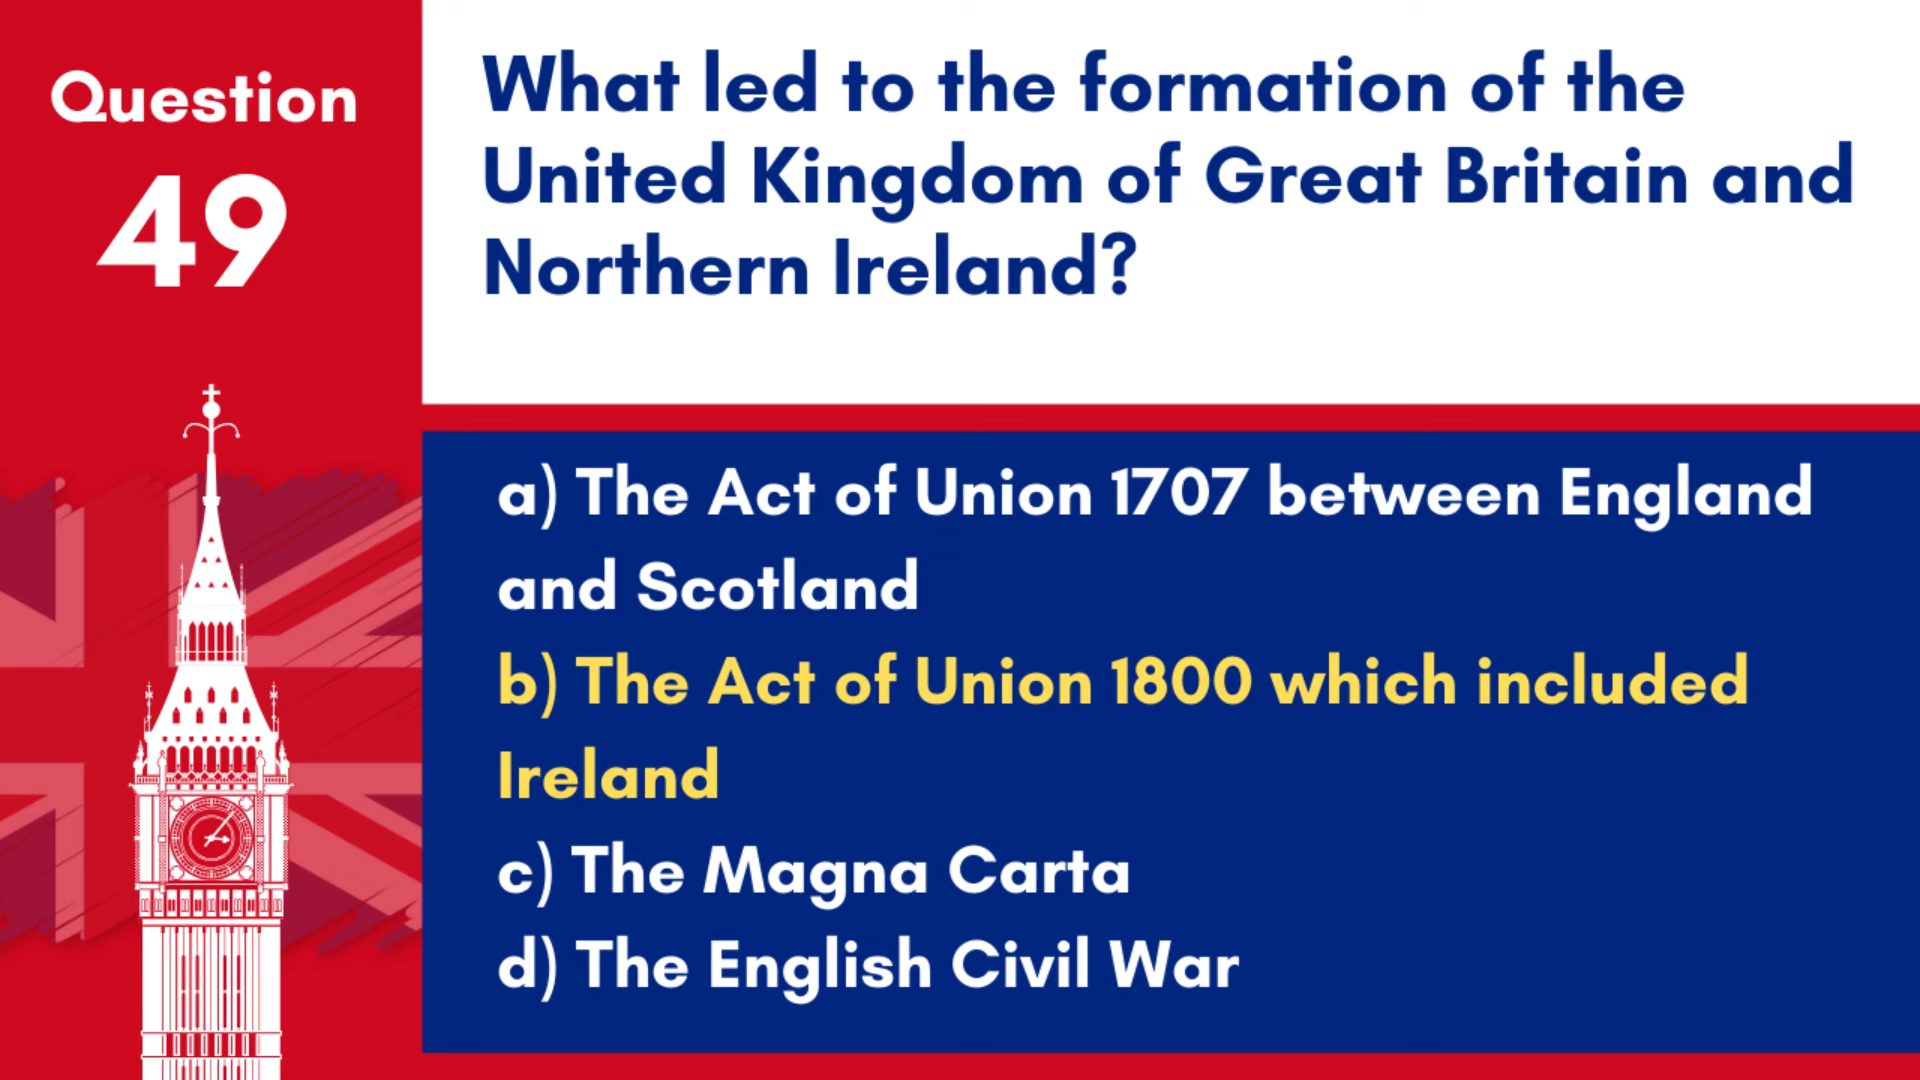 Question
49
What led to the formation of the
United Kingdom of Great Britain and
Northern Ireland?
a) The Act of Union 1707 between England
and Scotland
b) The Act of Union 1800 which included
Ireland
c) The Magna Carta
d) The English Civil War